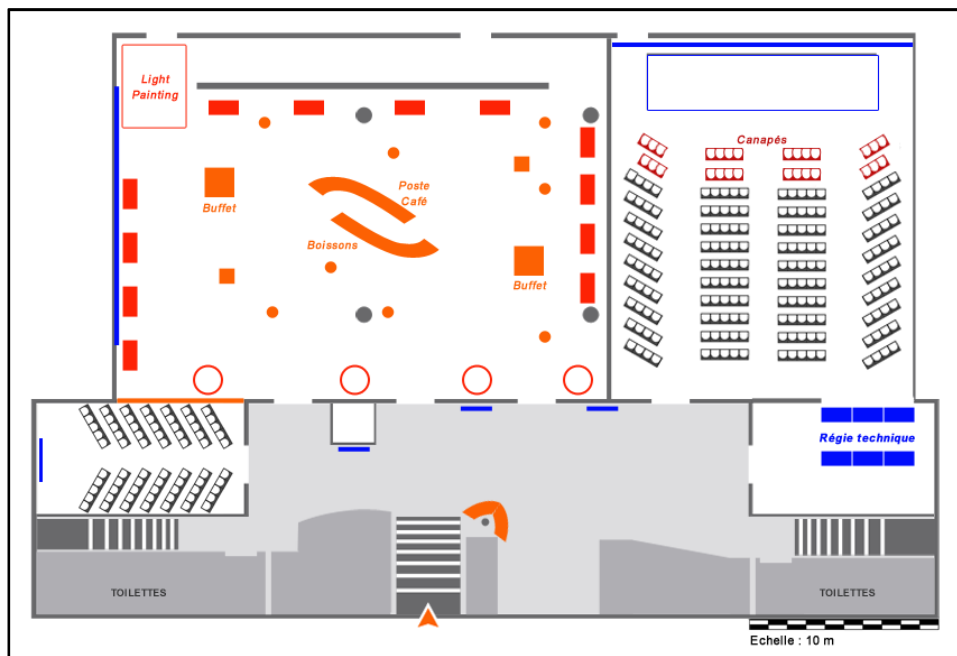 Light
Painting
Canapés
Poste
Café
Buffet
Boissons
Buffet
Régie technique
TOILETTES
TOILETTES
Echelle : 10 m